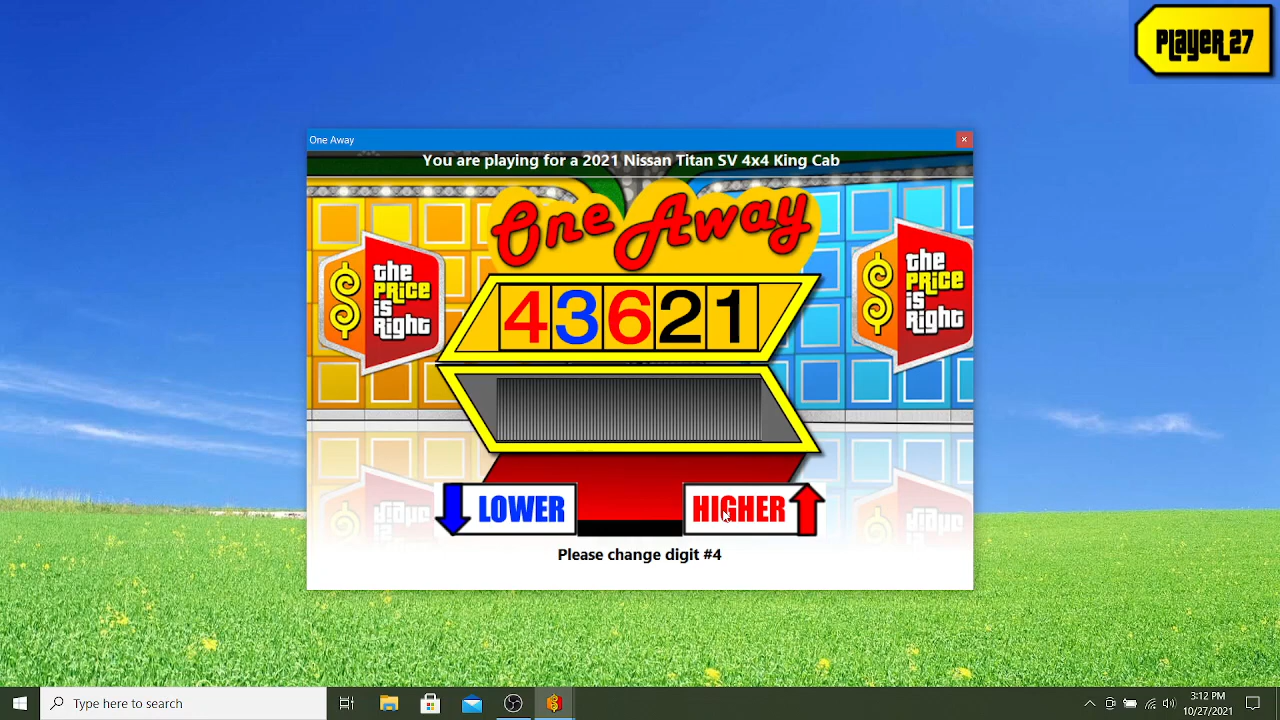 Player 27
One Away
You are playing for a 2021 Nissan Titan SV 4x4 King Cab
One Away
$
the
PRiCe
iS
Right
$
the
PRiCe
iS
Right
43621
LOWER
HIGHER
Please change digit #4
Type here to search
3:12 PM
10/27/2021